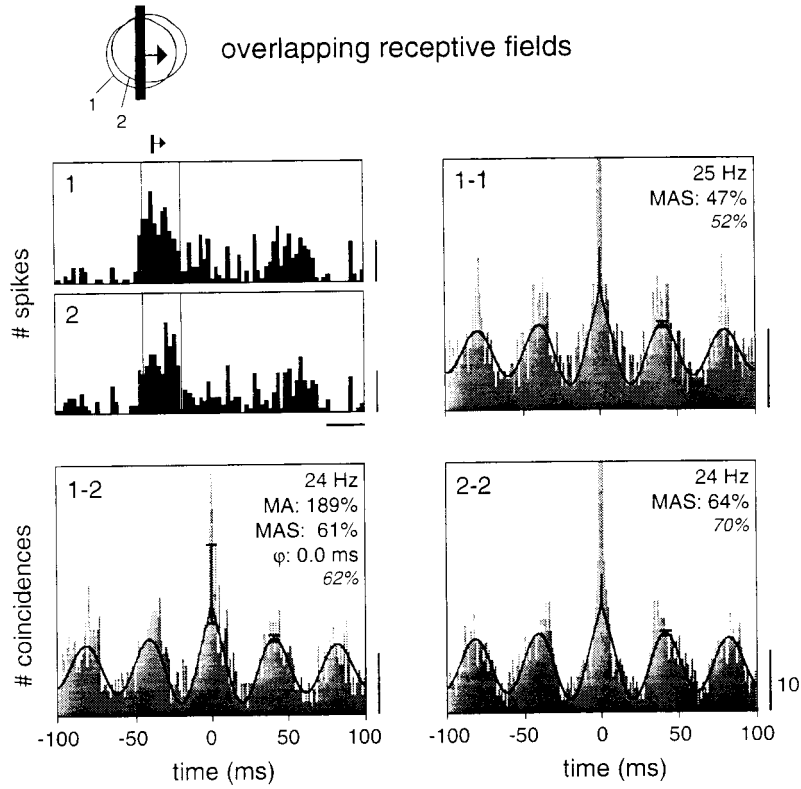 overlapping receptive fields
1
2
# spikes
1
2
1-1
25 Hz
MAS: 47%
52%
# coincidences
1-2
24 Hz
MA: 189%
MAS: 61%
φ: 0.0 ms
62%
-100 -50 0 50 100
time (ms)
2-2
24 Hz
MAS: 64%
70%
10
-100 -50 0 50 100
time (ms)